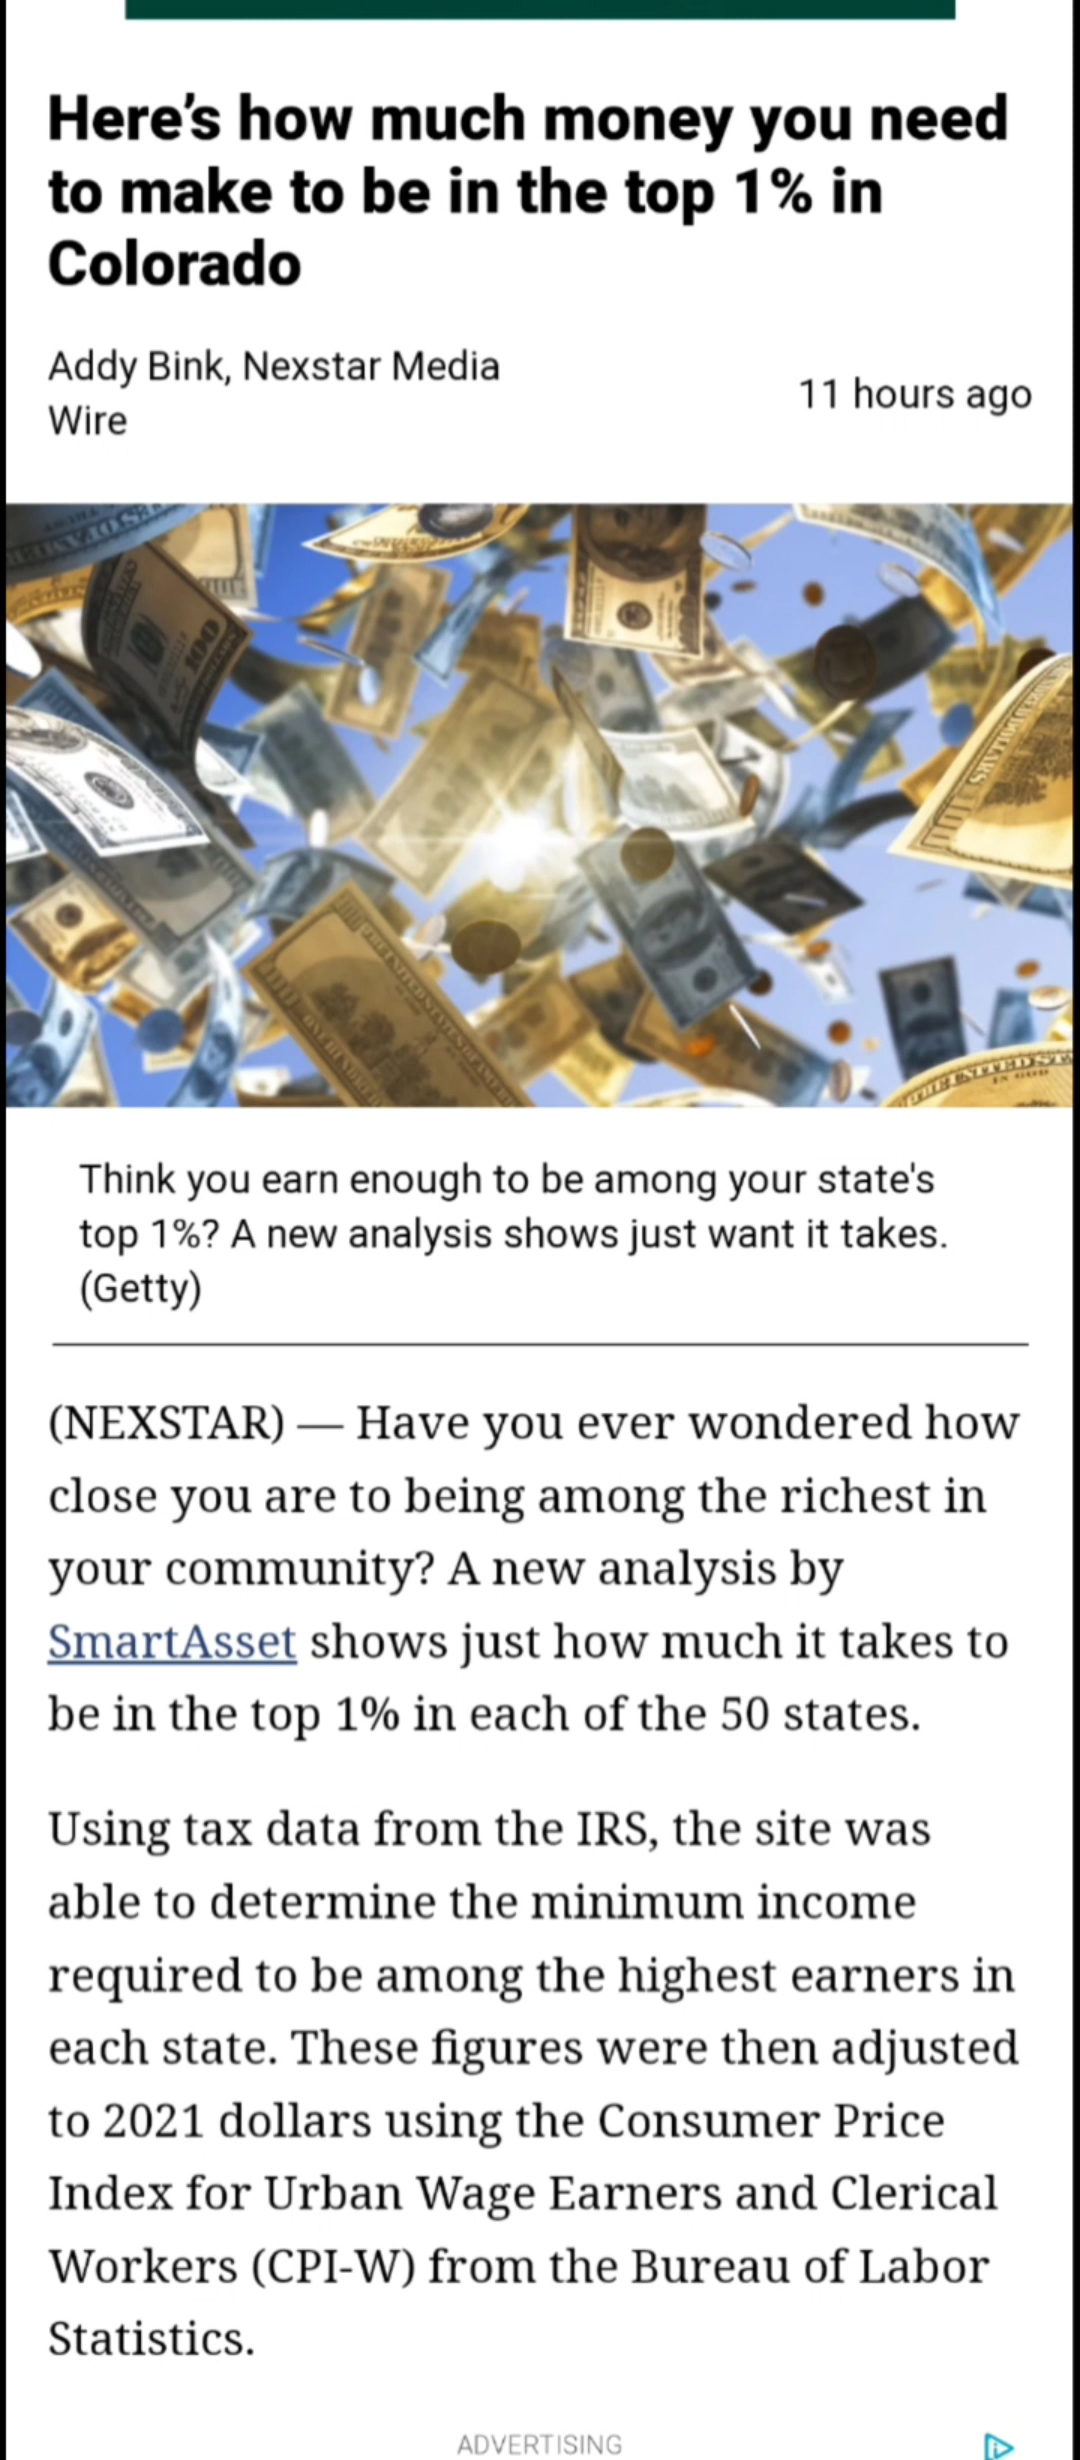 Here’s how much money you need
to make to be in the top 1% in
Colorado
Addy Bink, Nexstar Media
Wire
11 hours ago
100
Think you earn enough to be among your state's
top 1%? A new analysis shows just want it takes.
(Getty)
(NEXSTAR) — Have you ever wondered how
close you are to being among the richest in
your community? A new analysis by
SmartAsset shows just how much it takes to
be in the top 1% in each of the 50 states.
Using tax data from the IRS, the site was
able to determine the minimum income
required to be among the highest earners in
each state. These figures were then adjusted
to 2021 dollars using the Consumer Price
Index for Urban Wage Earners and Clerical
Workers (CPI-W) from the Bureau of Labor
Statistics.
ADVERTISING